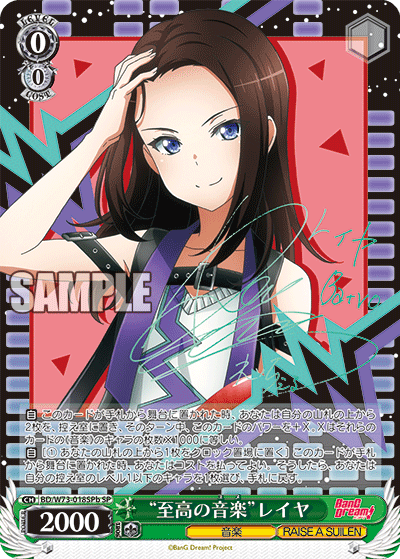 LEVEL
0
0
COST
レイヤ
Raychell
SAMPLE
自 このカードが手札から舞台に置かれた時、あなたは自分の山札の上から
2枚を、控え室に置き、そのターン中、このカードのパワーを＋X。Xはそれら
のカードの《音楽》のキャラの枚数×1000に等しい。
自 ［(1) あなたの山札の上から1枚をクロック置場に置く］ このカードが手札
から舞台に置かれた時、あなたはコストを払ってよい。そうしたら、あなたは
自分の控え室のレベル1以下のキャラを1枚選び、手札に戻す。
CH BD/W73-018SPb SP
2000
“至高の音楽”レイヤ
BanG Dream!
音楽
RAISE A SUILEN
©BanG Dream! Project